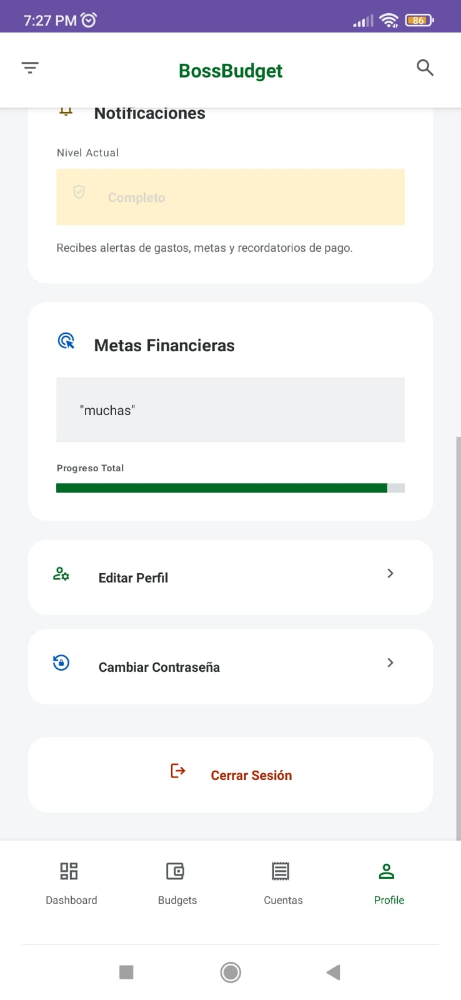 7:27 PM
86
BossBudget
Notificaciones
Nivel Actual
Completo
Recibes alertas de gastos, metas y recordatorios de pago.
Metas Financieras
"muchas"
Progreso Total
Editar Perfil
Cambiar Contraseña
Cerrar Sesión
Dashboard
Budgets
Cuentas
Profile